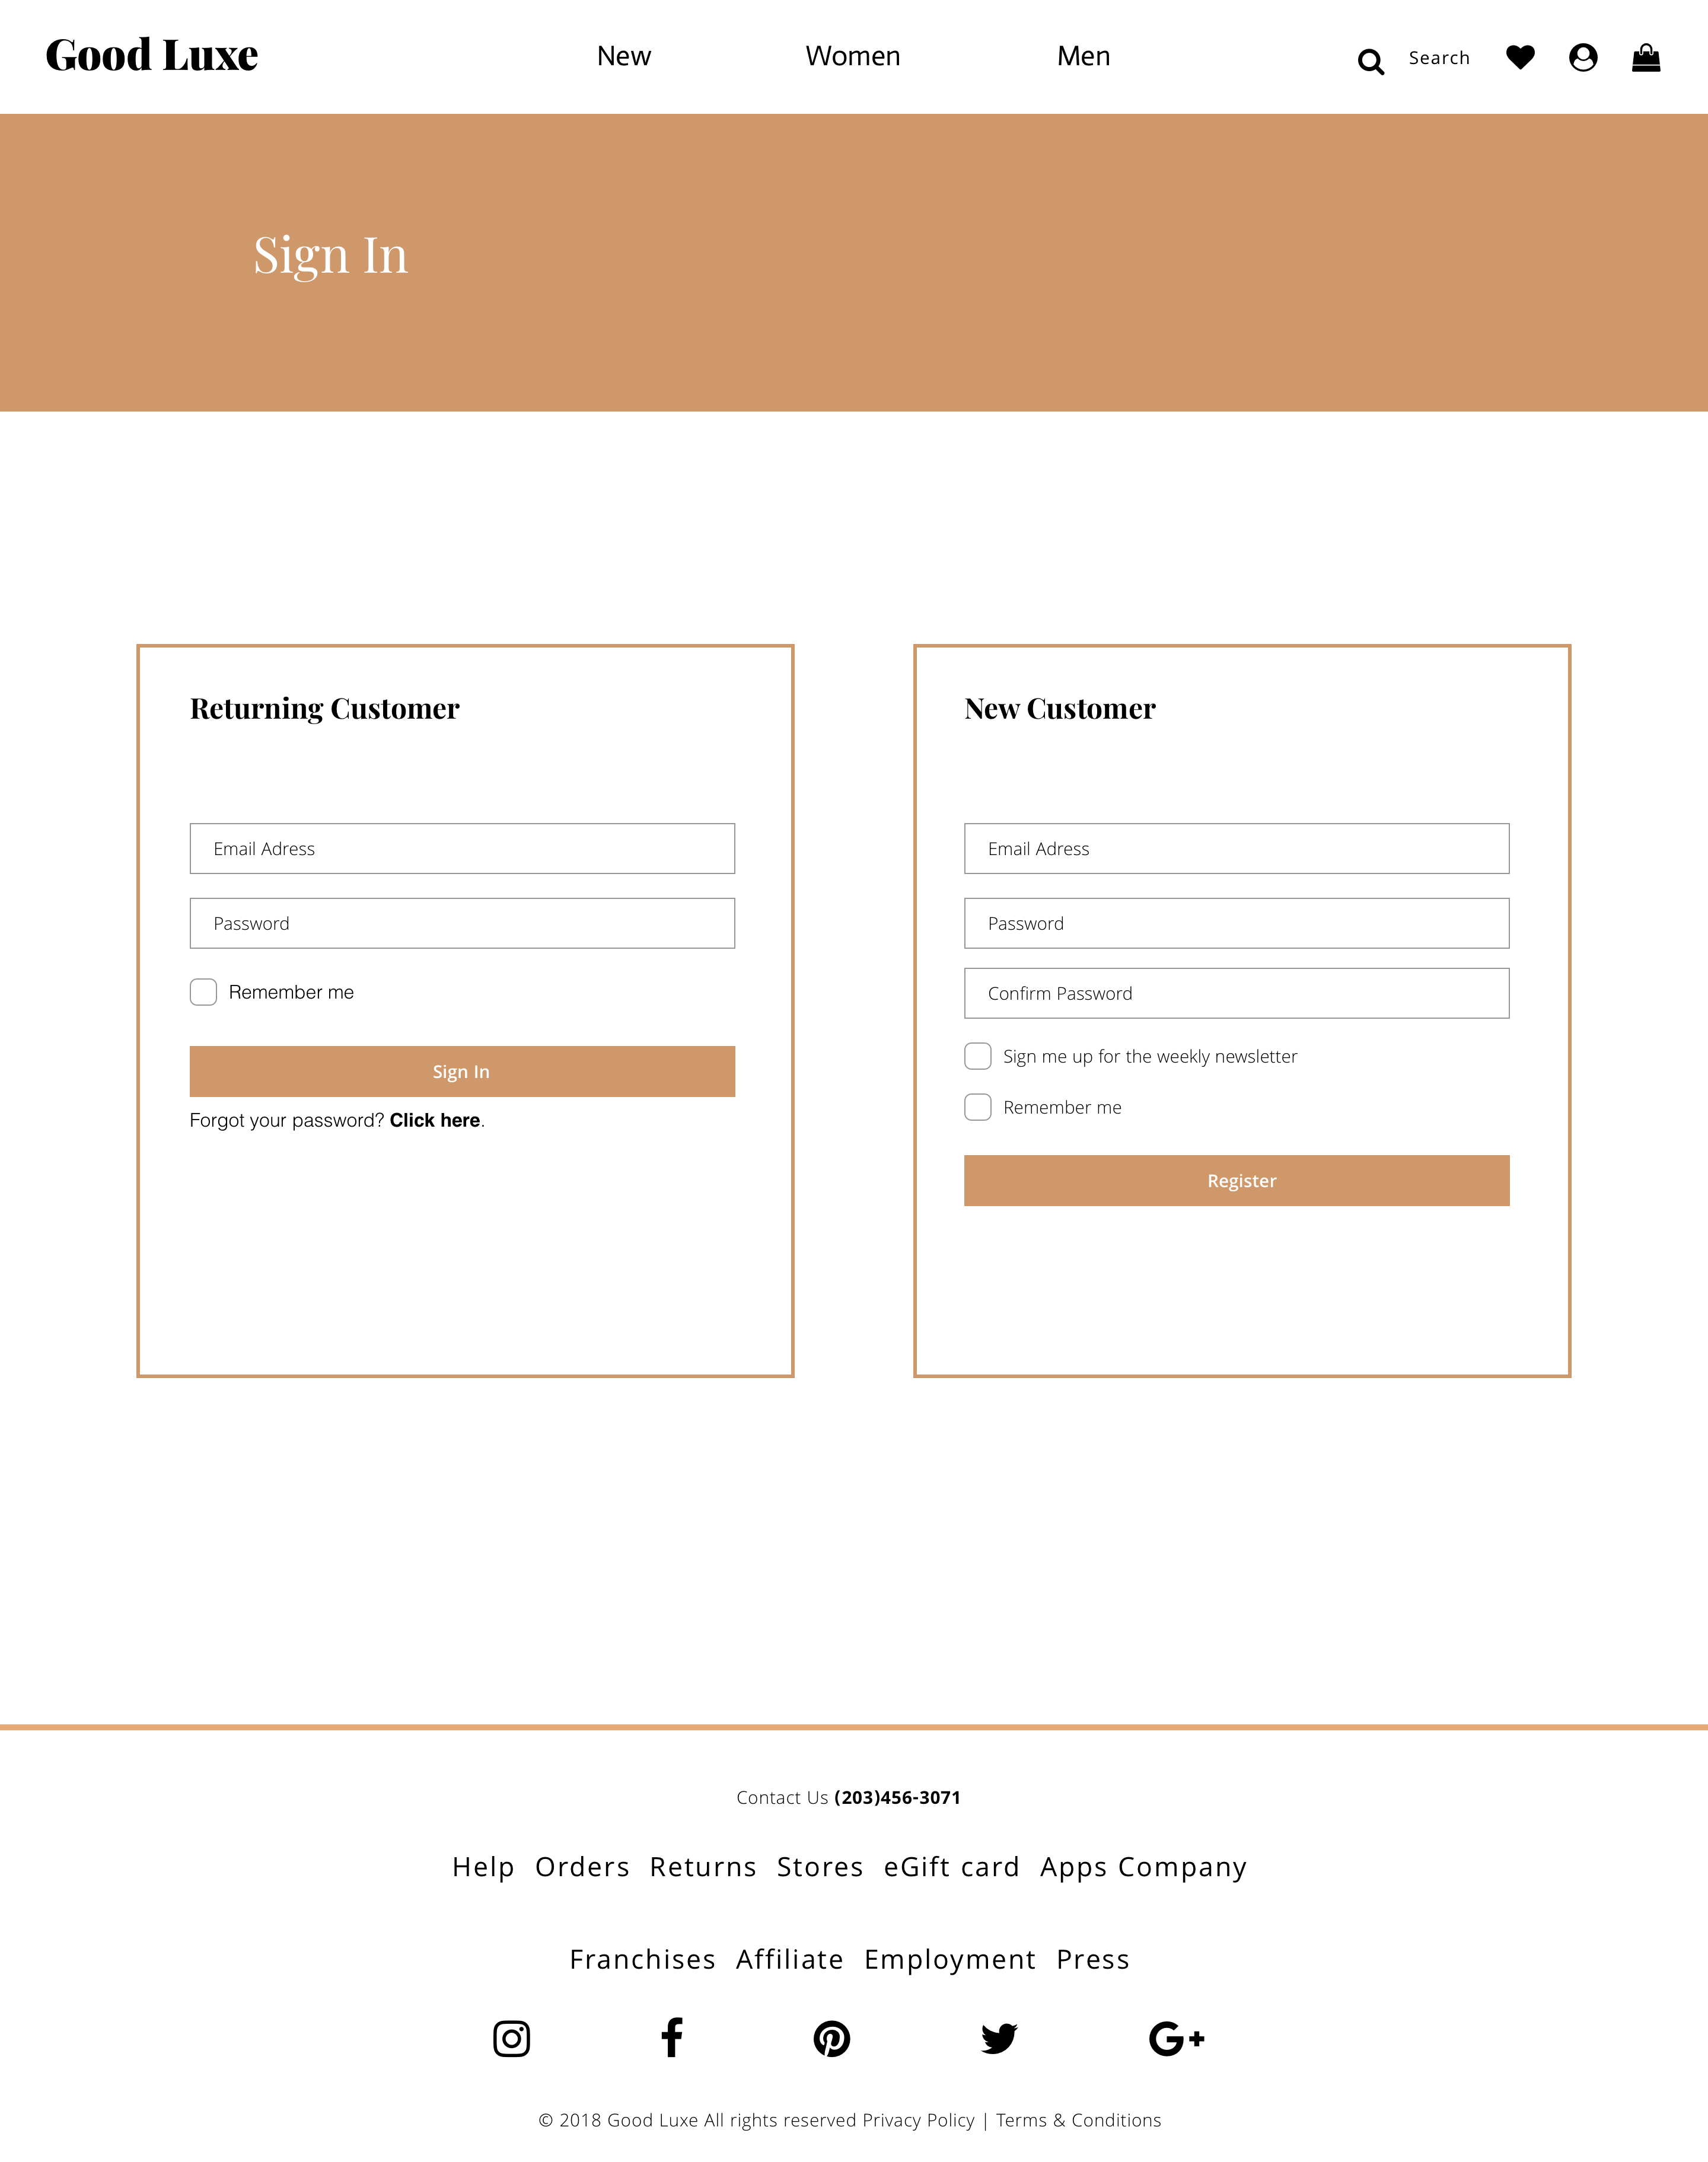 Good Luxe
New Women Men Search
Sign In
Returning Customer
Email Adress
Password
Remember me
Sign In
Forgot your password? Click here.
New Customer
Email Adress
Password
Confirm Password
Sign me up for the weekly newsletter
Remember me
Register
Contact Us (203)456-3071
Help Orders Returns Stores eGift card Apps Company
Franchises Affiliate Employment Press
© 2018 Good Luxe All rights reserved Privacy Policy | Terms & Conditions